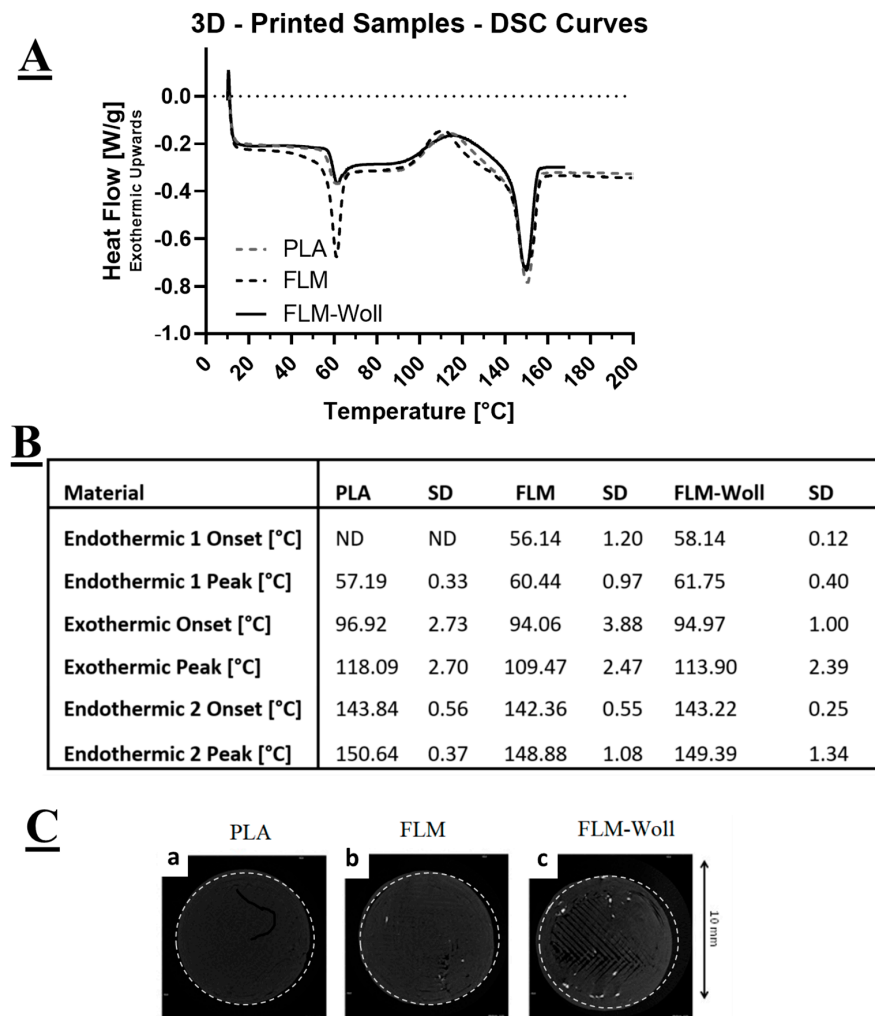 3D - Printed Samples - DSC Curves
A
Heat Flow [W/g]
Exothermic Upwards
0.0
-0.2
-0.4
-0.6
-0.8
-1.0
PLA
FLM
FLM-Woll
0 20 40 60 80 100 120 140 160 180 200
Temperature [°C]
B
Material PLA SD FLM SD FLM-Woll SD
Endothermic 1 Onset [°C] ND ND 56.14 1.20 58.14 0.12
Endothermic 1 Peak [°C] 57.19 0.33 60.44 0.97 61.75 0.40
Exothermic Onset [°C] 96.92 2.73 94.06 3.88 94.97 1.00
Exothermic Peak [°C] 118.09 2.70 109.47 2.47 113.90 2.39
Endothermic 2 Onset [°C] 143.84 0.56 142.36 0.55 143.22 0.25
Endothermic 2 Peak [°C] 150.64 0.37 148.88 1.08 149.39 1.34
C
PLA FLM FLM-Woll
a b c
10 mm